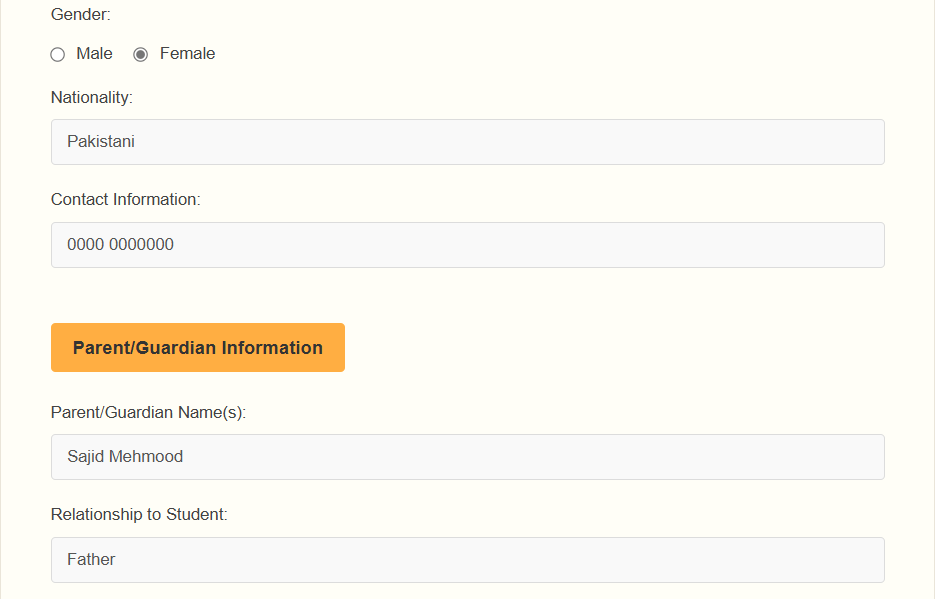 Gender:
Male Female
Nationality:
Pakistani
Contact Information:
0000 0000000
Parent/Guardian Information
Parent/Guardian Name(s):
Sajid Mehmood
Relationship to Student:
Father